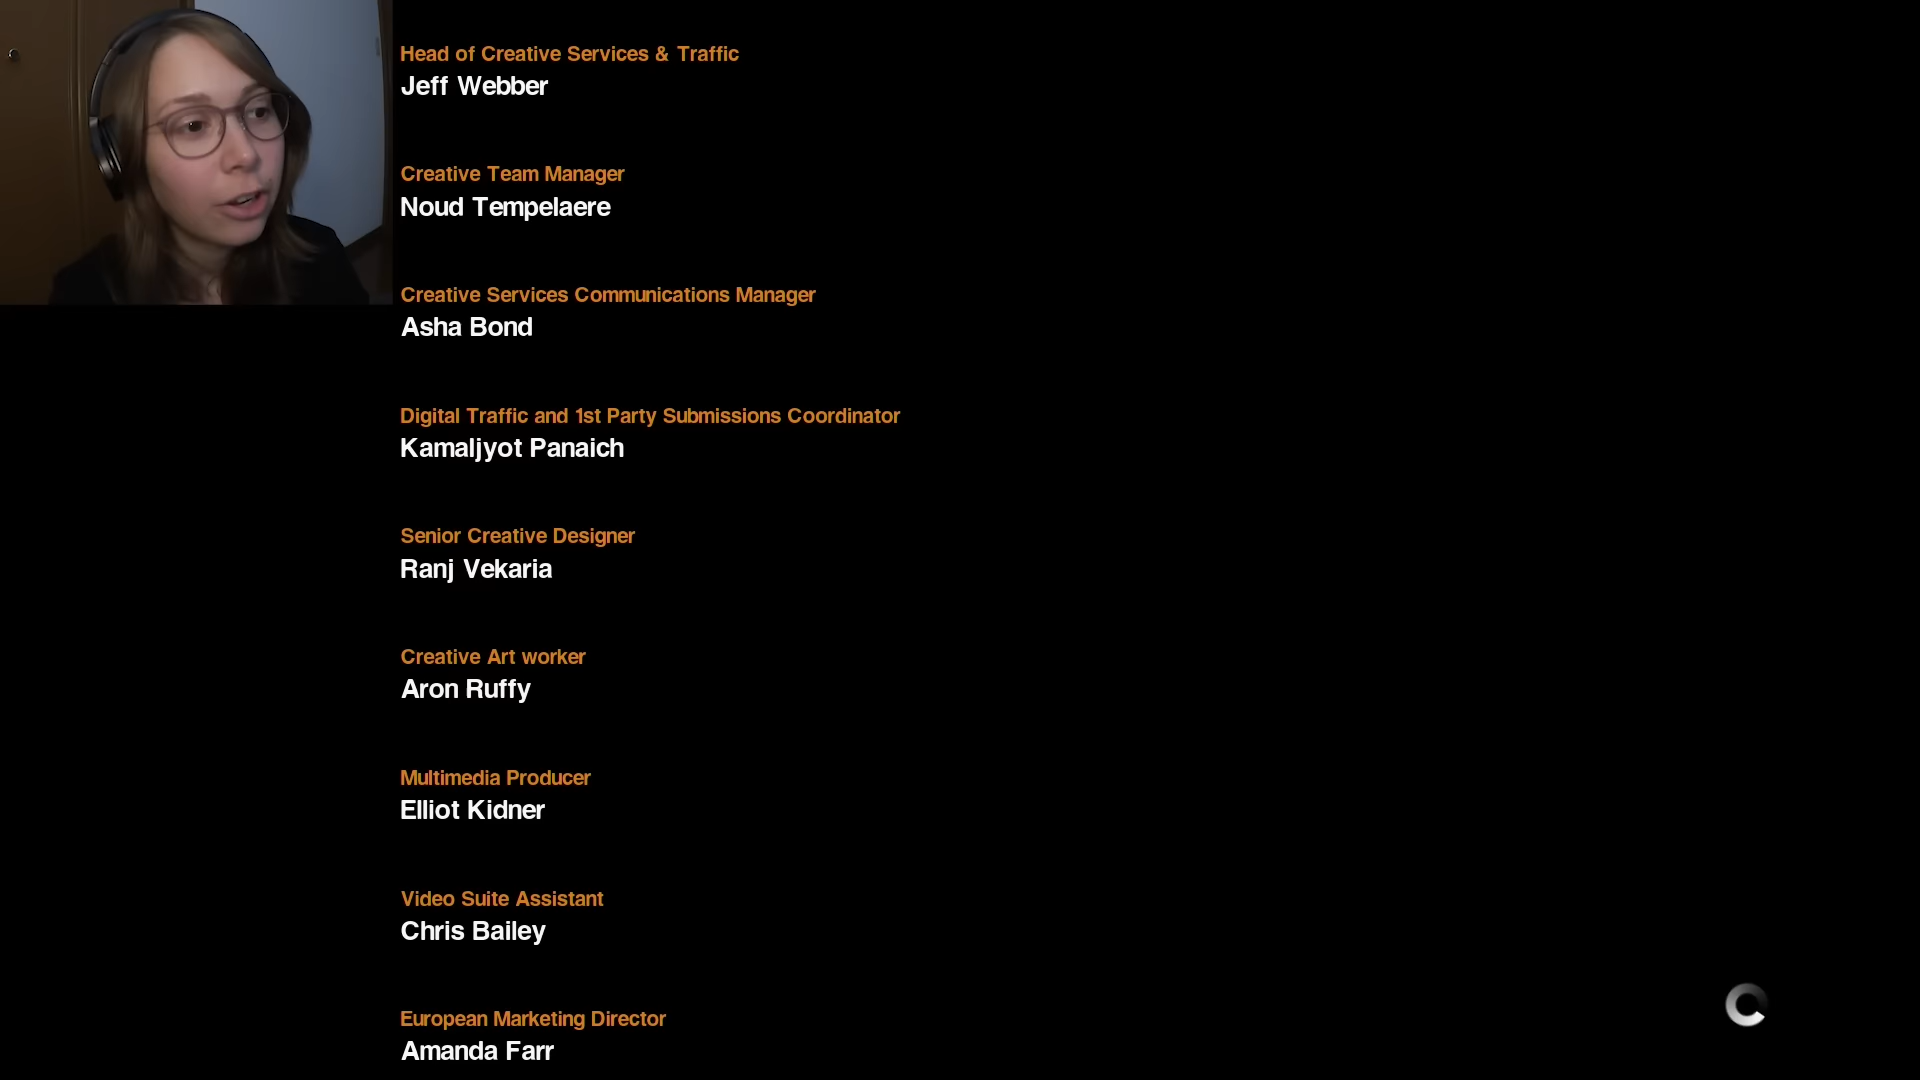 Head of Creative Services & Traffic
Jeff Webber
Creative Team Manager
Noud Tempelaere
Creative Services Communications Manager
Asha Bond
Digital Traffic and 1st Party Submissions Coordinator
Kamaljyot Panaich
Senior Creative Designer
Ranj Vekaria
Creative Art worker
Aron Ruffy
Multimedia Producer
Elliot Kidner
Video Suite Assistant
Chris Bailey
European Marketing Director
Amanda Farr